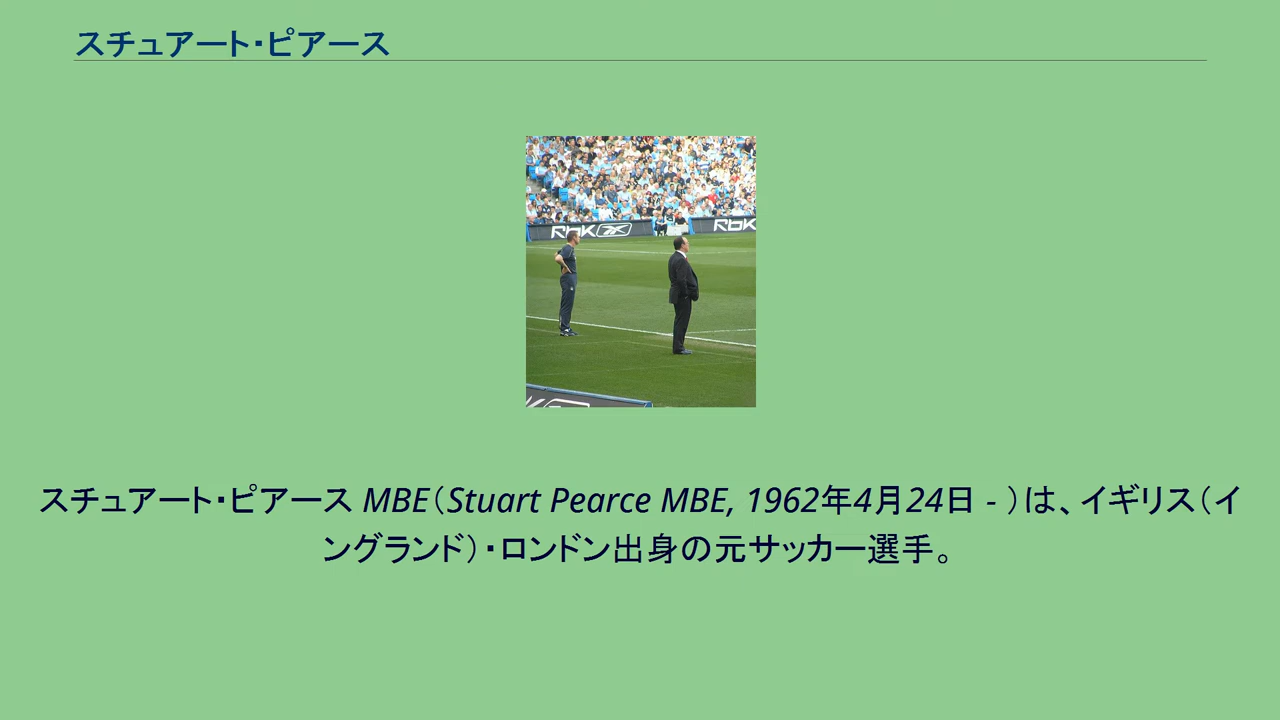 スチュアート・ピアース
RbK
RbK
スチュアート・ピアース MBE（Stuart Pearce MBE, 1962年4月24日 - ）は、イギリス（イ
ングランド）・ロンドン出身の元サッカー選手。